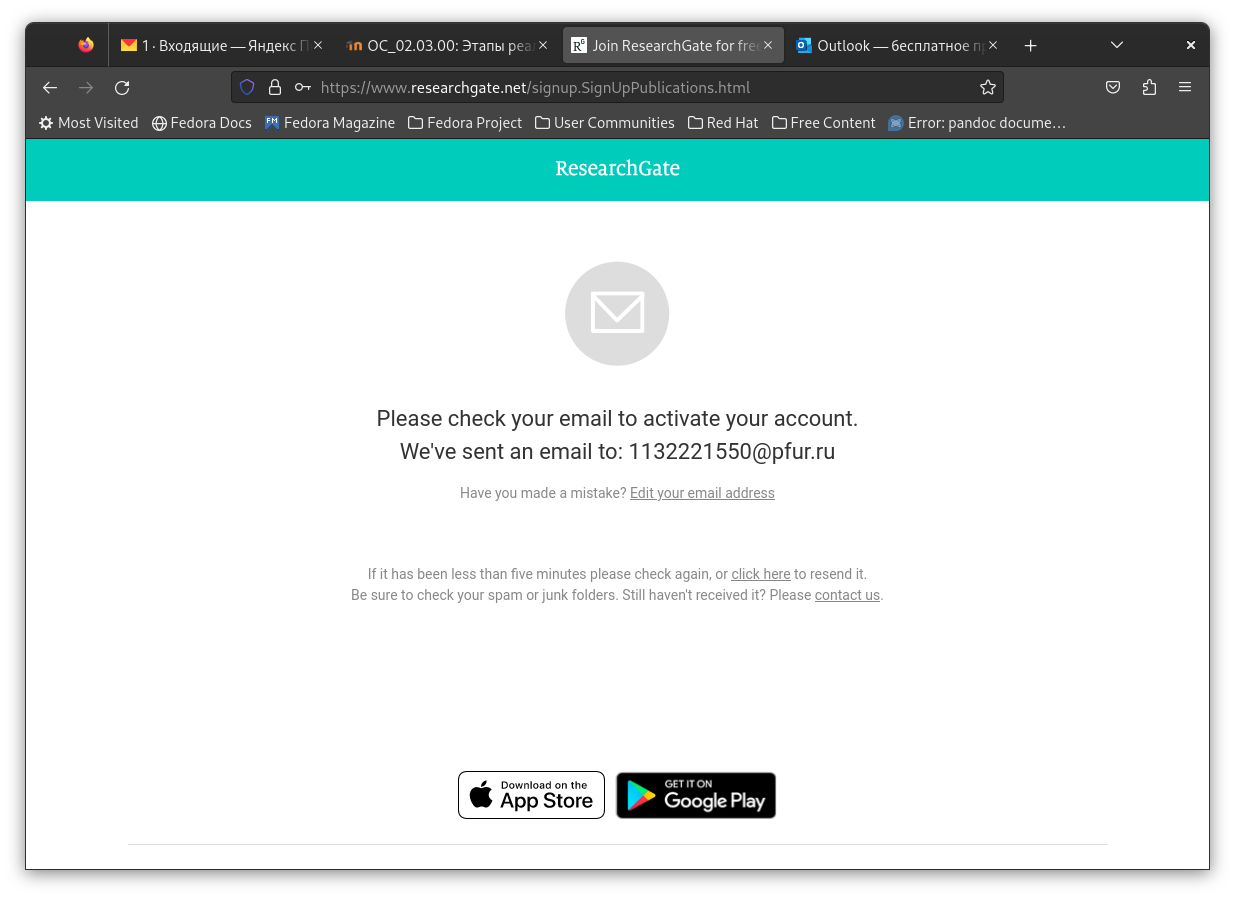 1 · Входящие — Яндекс П
ОС_02.03.00: Этапы реа
Join ResearchGate for free
Outlook — бесплатное п
https://www.researchgate.net/signup.SignUpPublications.html
Most Visited
Fedora Docs
Fedora Magazine
Fedora Project
User Communities
Red Hat
Free Content
Error: pandoc docume…
ResearchGate
Please check your email to activate your account.
We've sent an email to: 1132221550@pfur.ru
Have you made a mistake? Edit your email address
If it has been less than five minutes please check again, or click here to resend it.
Be sure to check your spam or junk folders. Still haven't received it? Please contact us.
Download on the
App Store
GET IT ON
Google Play